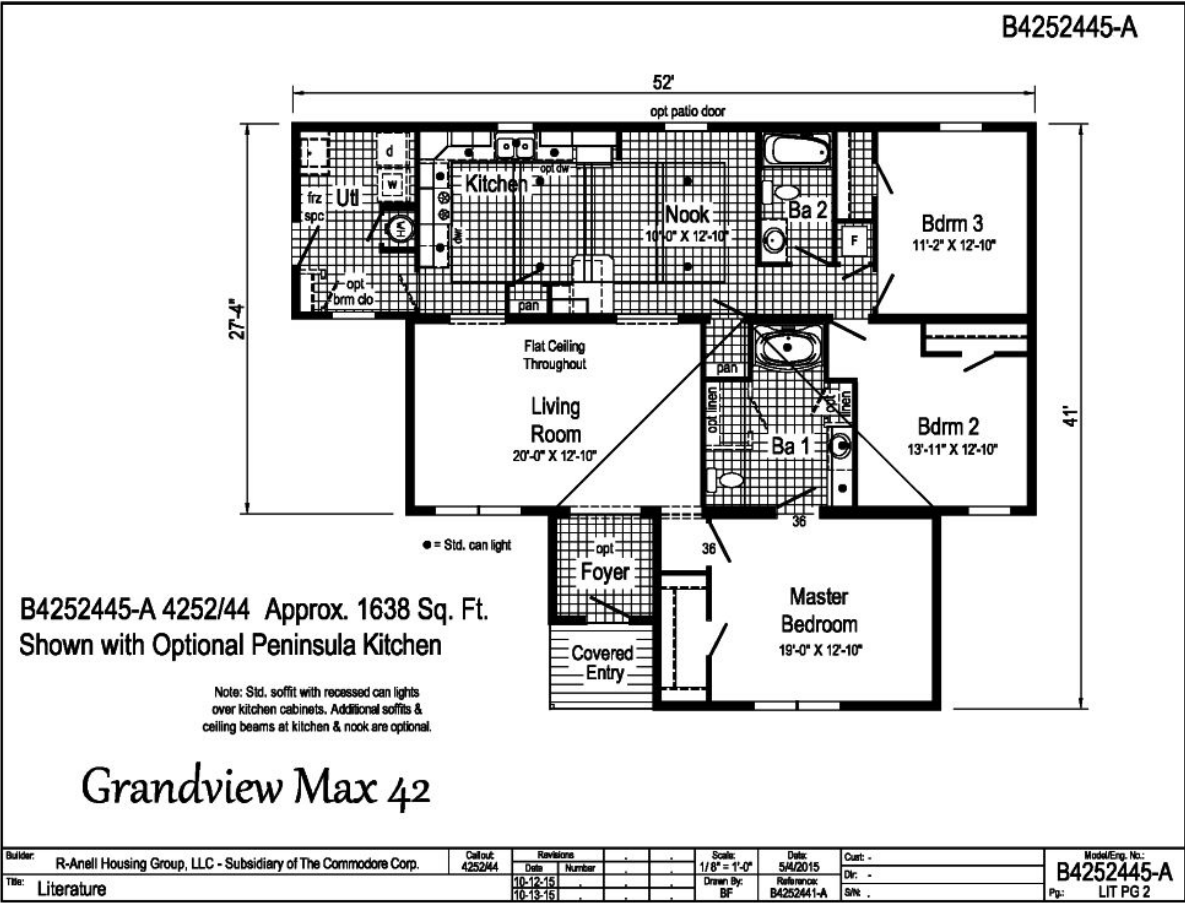 B4252445-A
52'
opt patio door
27'-4"
41'
d
w
frz
spc
Utl
WH
opt
brm clo
Kitchen
opt dw
dw
Nook
10'-0" X 12'-10"
pan
Ba 2
F
Bdrm 3
11'-2" X 12'-10"
Flat Ceiling
Throughout
Living
Room
20'-0" X 12'-10"
pan
opt linen
Ba 1
opt
linen
Bdrm 2
13'-11" X 12'-10"
36
36
● = Std. can light
opt
Foyer
Covered
Entry
Master
Bedroom
19'-0" X 12'-10"
B4252445-A 4252/44 Approx. 1638 Sq. Ft.
Shown with Optional Peninsula Kitchen
Note: Std. soffit with recessed can lights
over kitchen cabinets. Additional soffits &
ceiling beams at kitchen & nook are optional.
Grandview Max 42
Builder: R-Anell Housing Group, LLC - Subsidiary of The Commodore Corp.
Title: Literature
Callout:
4252/44
Revisions
Date Number
10-12-15
10-13-15
Scale:
1/8" = 1'-0"
Drawn By:
BF
Date:
5/4/2015
Reference:
B4252441-A
Cust: -
Dir: -
S/N: .
Model/Eng. No.:
B4252445-A
Pg.: LIT PG 2